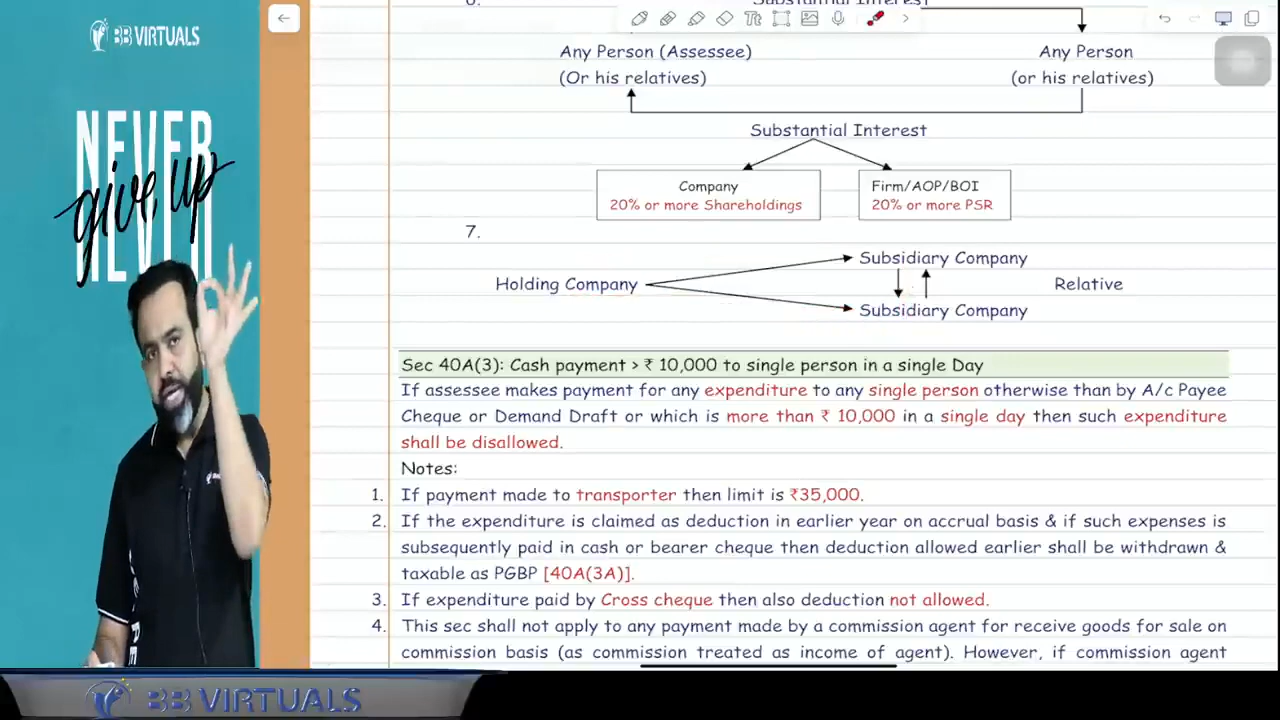 BB VIRTUALS
NEVER
give up
NEVER
6.
Substantial Interest
Any Person (Assessee)
(Or his relatives)
Any Person
(or his relatives)
Substantial Interest
Company
20% or more Shareholdings
Firm/AOP/BOI
20% or more PSR
7.
Holding Company
Subsidiary Company
Subsidiary Company
Relative
Sec 40A(3): Cash payment > ₹ 10,000 to single person in a single Day
If assessee makes payment for any expenditure to any single person otherwise than by A/c Payee
Cheque or Demand Draft or which is more than ₹ 10,000 in a single day then such expenditure
shall be disallowed.
Notes:
1. If payment made to transporter then limit is ₹35,000.
2. If the expenditure is claimed as deduction in earlier year on accrual basis & if such expenses is
subsequently paid in cash or bearer cheque then deduction allowed earlier shall be withdrawn &
taxable as PGBP [40A(3A)].
3. If expenditure paid by Cross cheque then also deduction not allowed.
4. This sec shall not apply to any payment made by a commission agent for receive goods for sale on
commission basis (as commission treated as income of agent). However, if commission agent
BB VIRTUALS